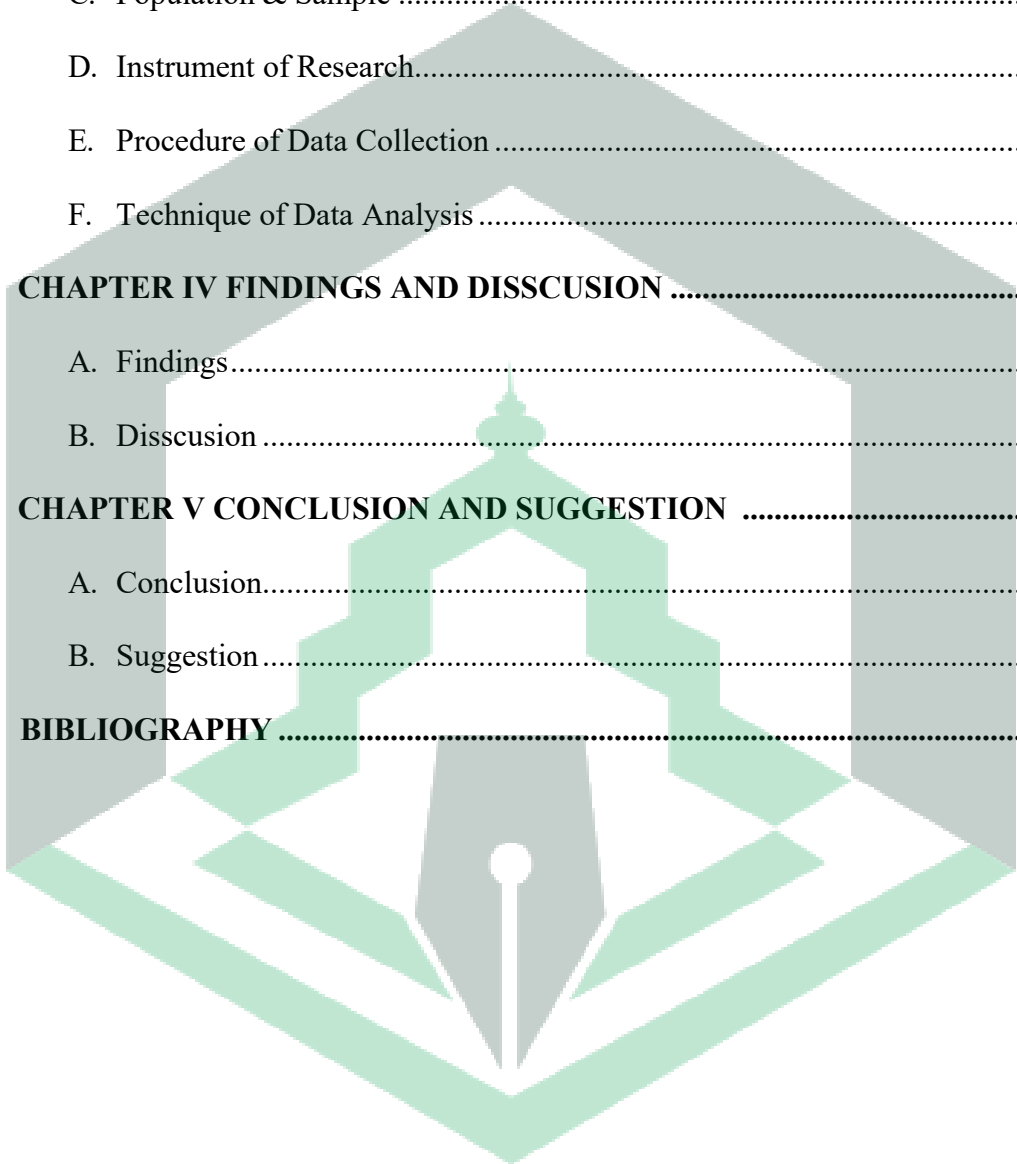 C. Population & Sample ....................................................................
D. Instrument of Research....................................................................
E. Procedure of Data Collection ...........................................................
F. Technique of Data Analysis .............................................................
CHAPTER IV FINDINGS AND DISSCUSION .....................................
A. Findings............................................................................................
B. Disscusion ........................................................................................
CHAPTER V CONCLUSION AND SUGGESTION .............................
A. Conclusion........................................................................................
B. Suggestion........................................................................................
BIBLIOGRAPHY ...................................................................................